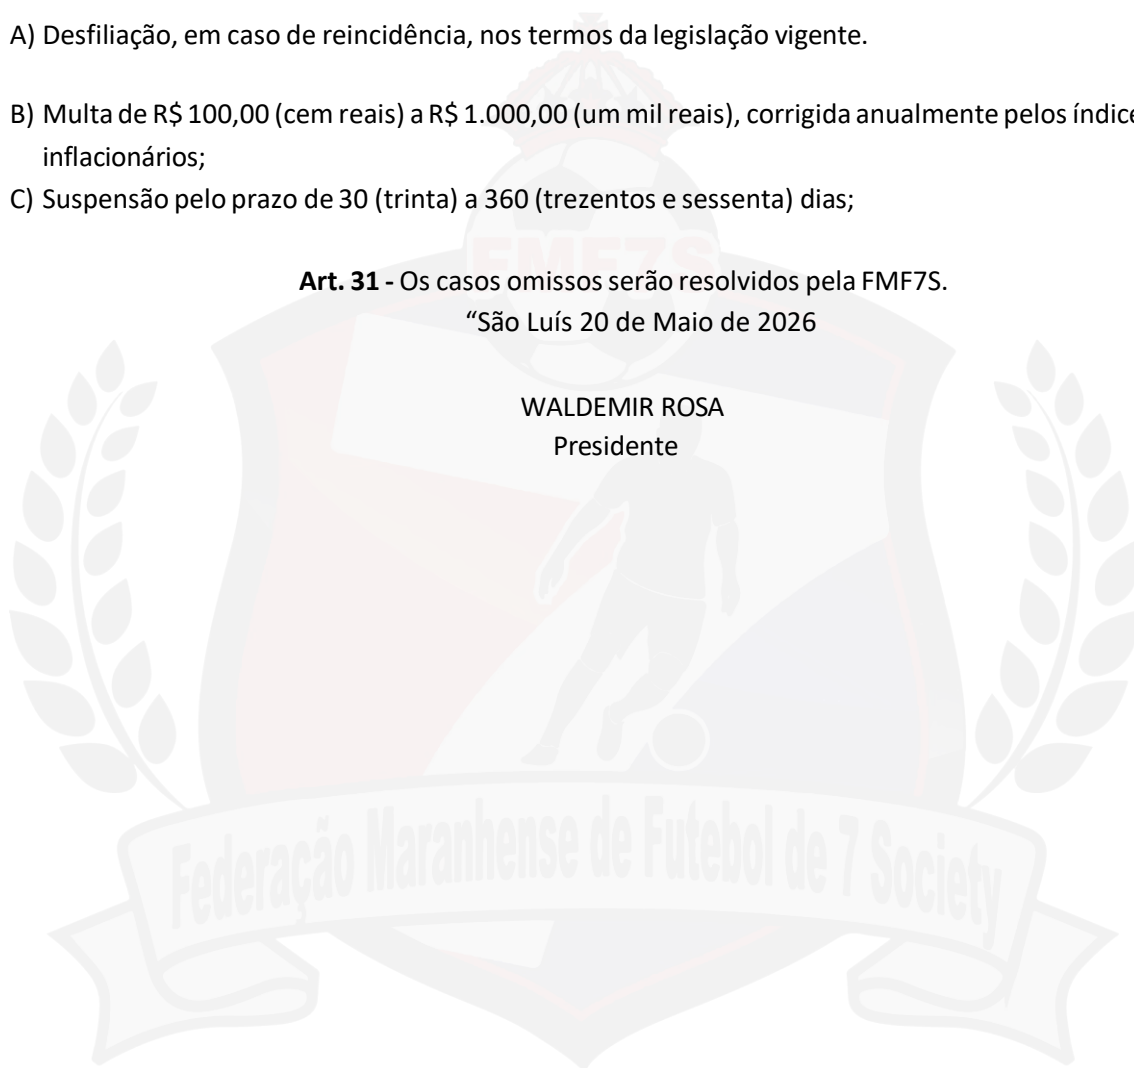 A) Desfiliação, em caso de reincidência, nos termos da legislação vigente.
B) Multa de R$ 100,00 (cem reais) a R$ 1.000,00 (um mil reais), corrigida anualmente pelos índice
inflacionários;
C) Suspensão pelo prazo de 30 (trinta) a 360 (trezentos e sessenta) dias;
FMF7S
Art. 31 - Os casos omissos serão resolvidos pela FMF7S.
“São Luís 20 de Maio de 2026
WALDEMIR ROSA
Presidente
Federação Maranhense de Futebol de 7 Society